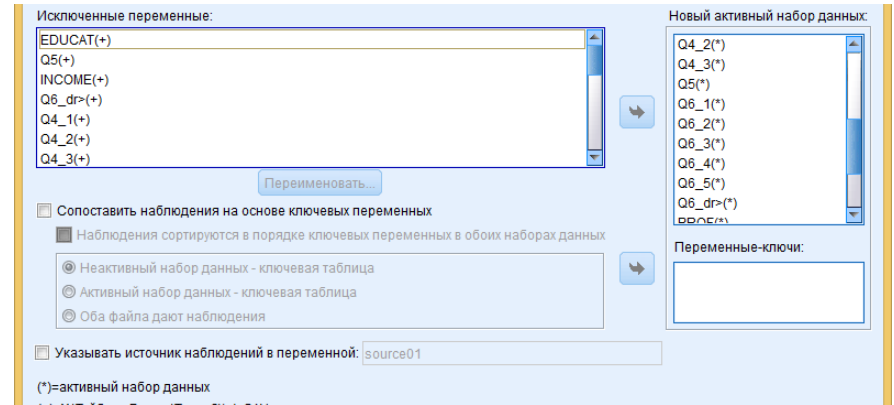 Исключенные переменные:
EDUCAT(+)
Q5(+)
INCOME(+)
Q6_dr>(+)
Q4_1(+)
Q4_2(+)
Q4_3(+)
Переименовать...
Новый активный набор данных:
Q4_2(*)
Q4_3(*)
Q5(*)
Q6_1(*)
Q6_2(*)
Q6_3(*)
Q6_4(*)
Q6_5(*)
Q6_dr>(*)
PROF(*)
Сопоставить наблюдения на основе ключевых переменных
Наблюдения сортируются в порядке ключевых переменных в обоих наборах данных
Неактивный набор данных - ключевая таблица
Активный набор данных - ключевая таблица
Оба файла дают наблюдения
Переменные-ключи:
Указывать источник наблюдений в переменной: source01
(*)=активный набор данных